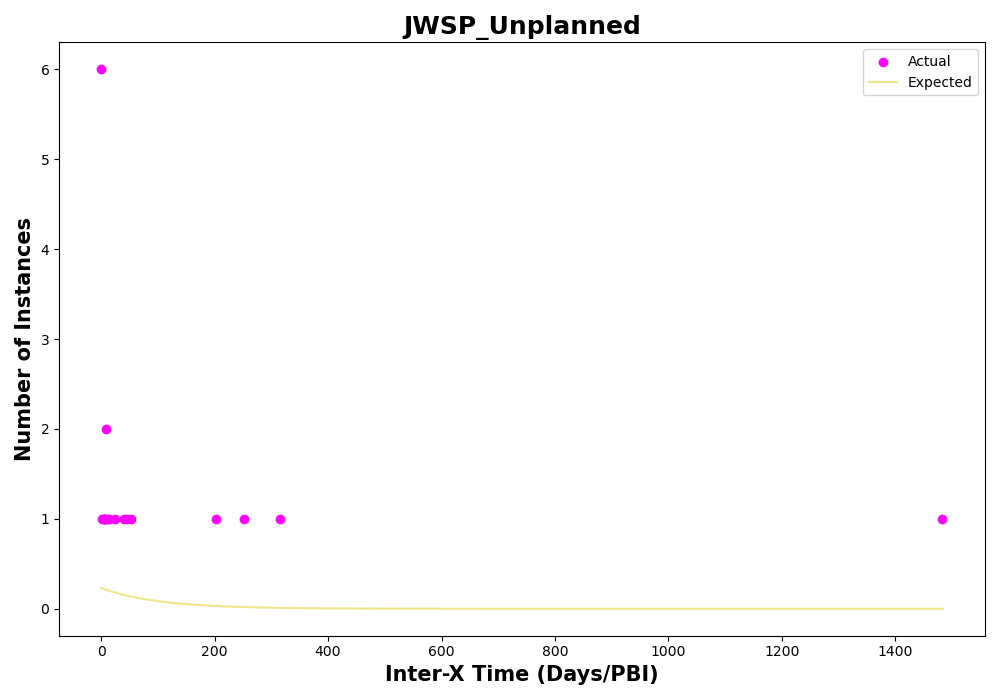 JWSP_Unplanned
Actual
Expected
Number of Instances
6
5
4
3
2
1
0
0 200 400 600 800 1000 1200 1400
Inter-X Time (Days/PBI)